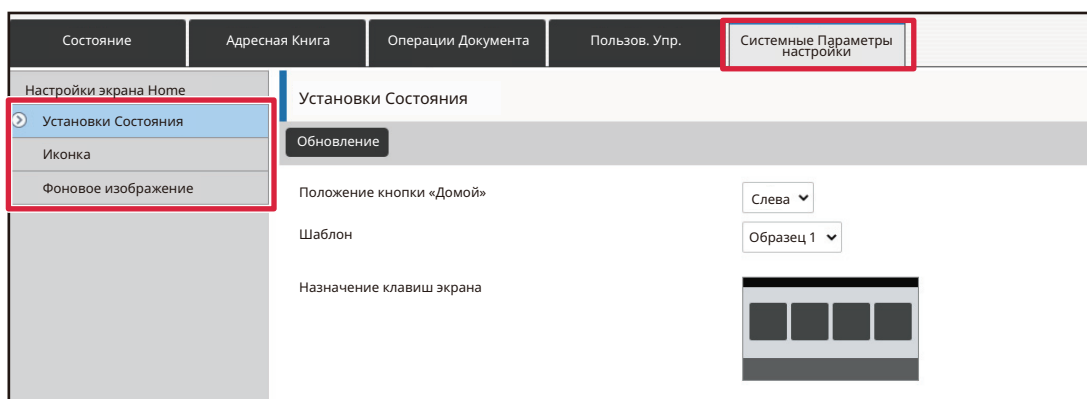 Состояние
Адресная Книга
Операции Документа
Пользов. Упр.
Системные Параметры
настройки
Настройки экрана Home
Установки Состояния
Иконка
Фоновое изображение
Установки Состояния
Обновление
Положение кнопки «Домой»
Слева
Шаблон
Образец 1
Назначение клавиш экрана